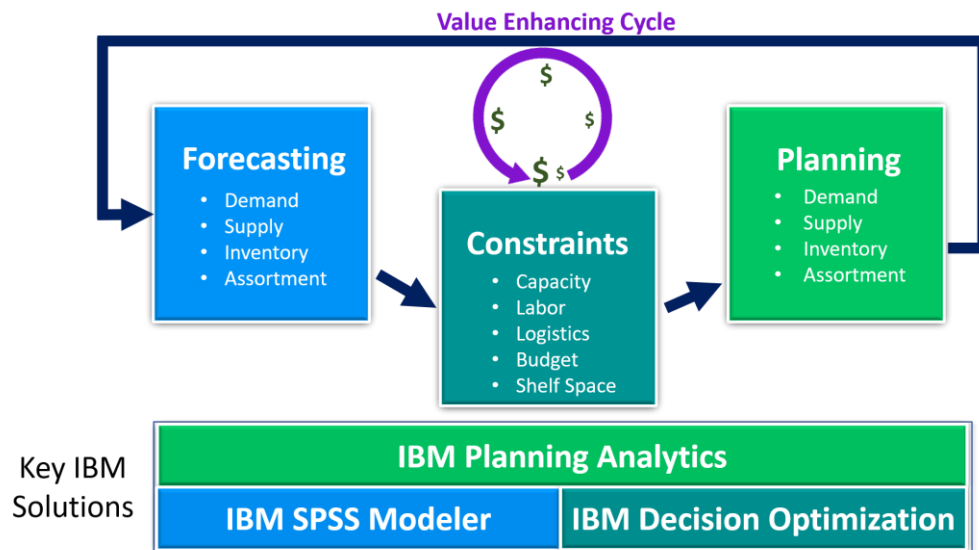 Value Enhancing Cycle
$
$
$
$ $
Forecasting
• Demand
• Supply
• Inventory
• Assortment
Constraints
• Capacity
• Labor
• Logistics
• Budget
• Shelf Space
Planning
• Demand
• Supply
• Inventory
• Assortment
Key IBM
Solutions
IBM Planning Analytics
IBM SPSS Modeler
IBM Decision Optimization